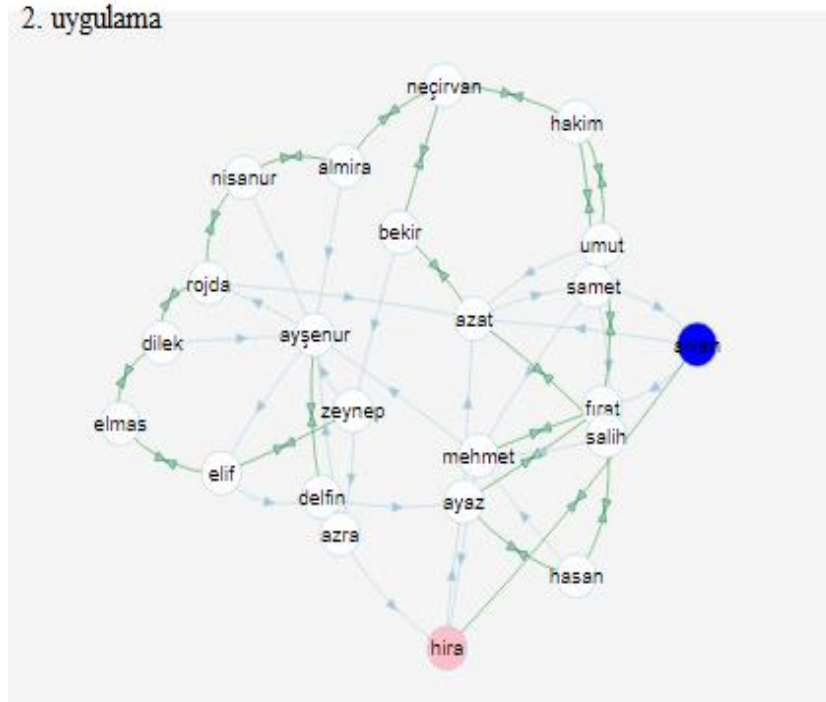 2. uygulama
neçirvan
hakim
almira
nisanur
bekir
umut
rojda
samet
azat
ayşenur
dilek
zeynep
fırat
elmas
salih
mehmet
elif
delfin
ayaz
azra
hasan
hira